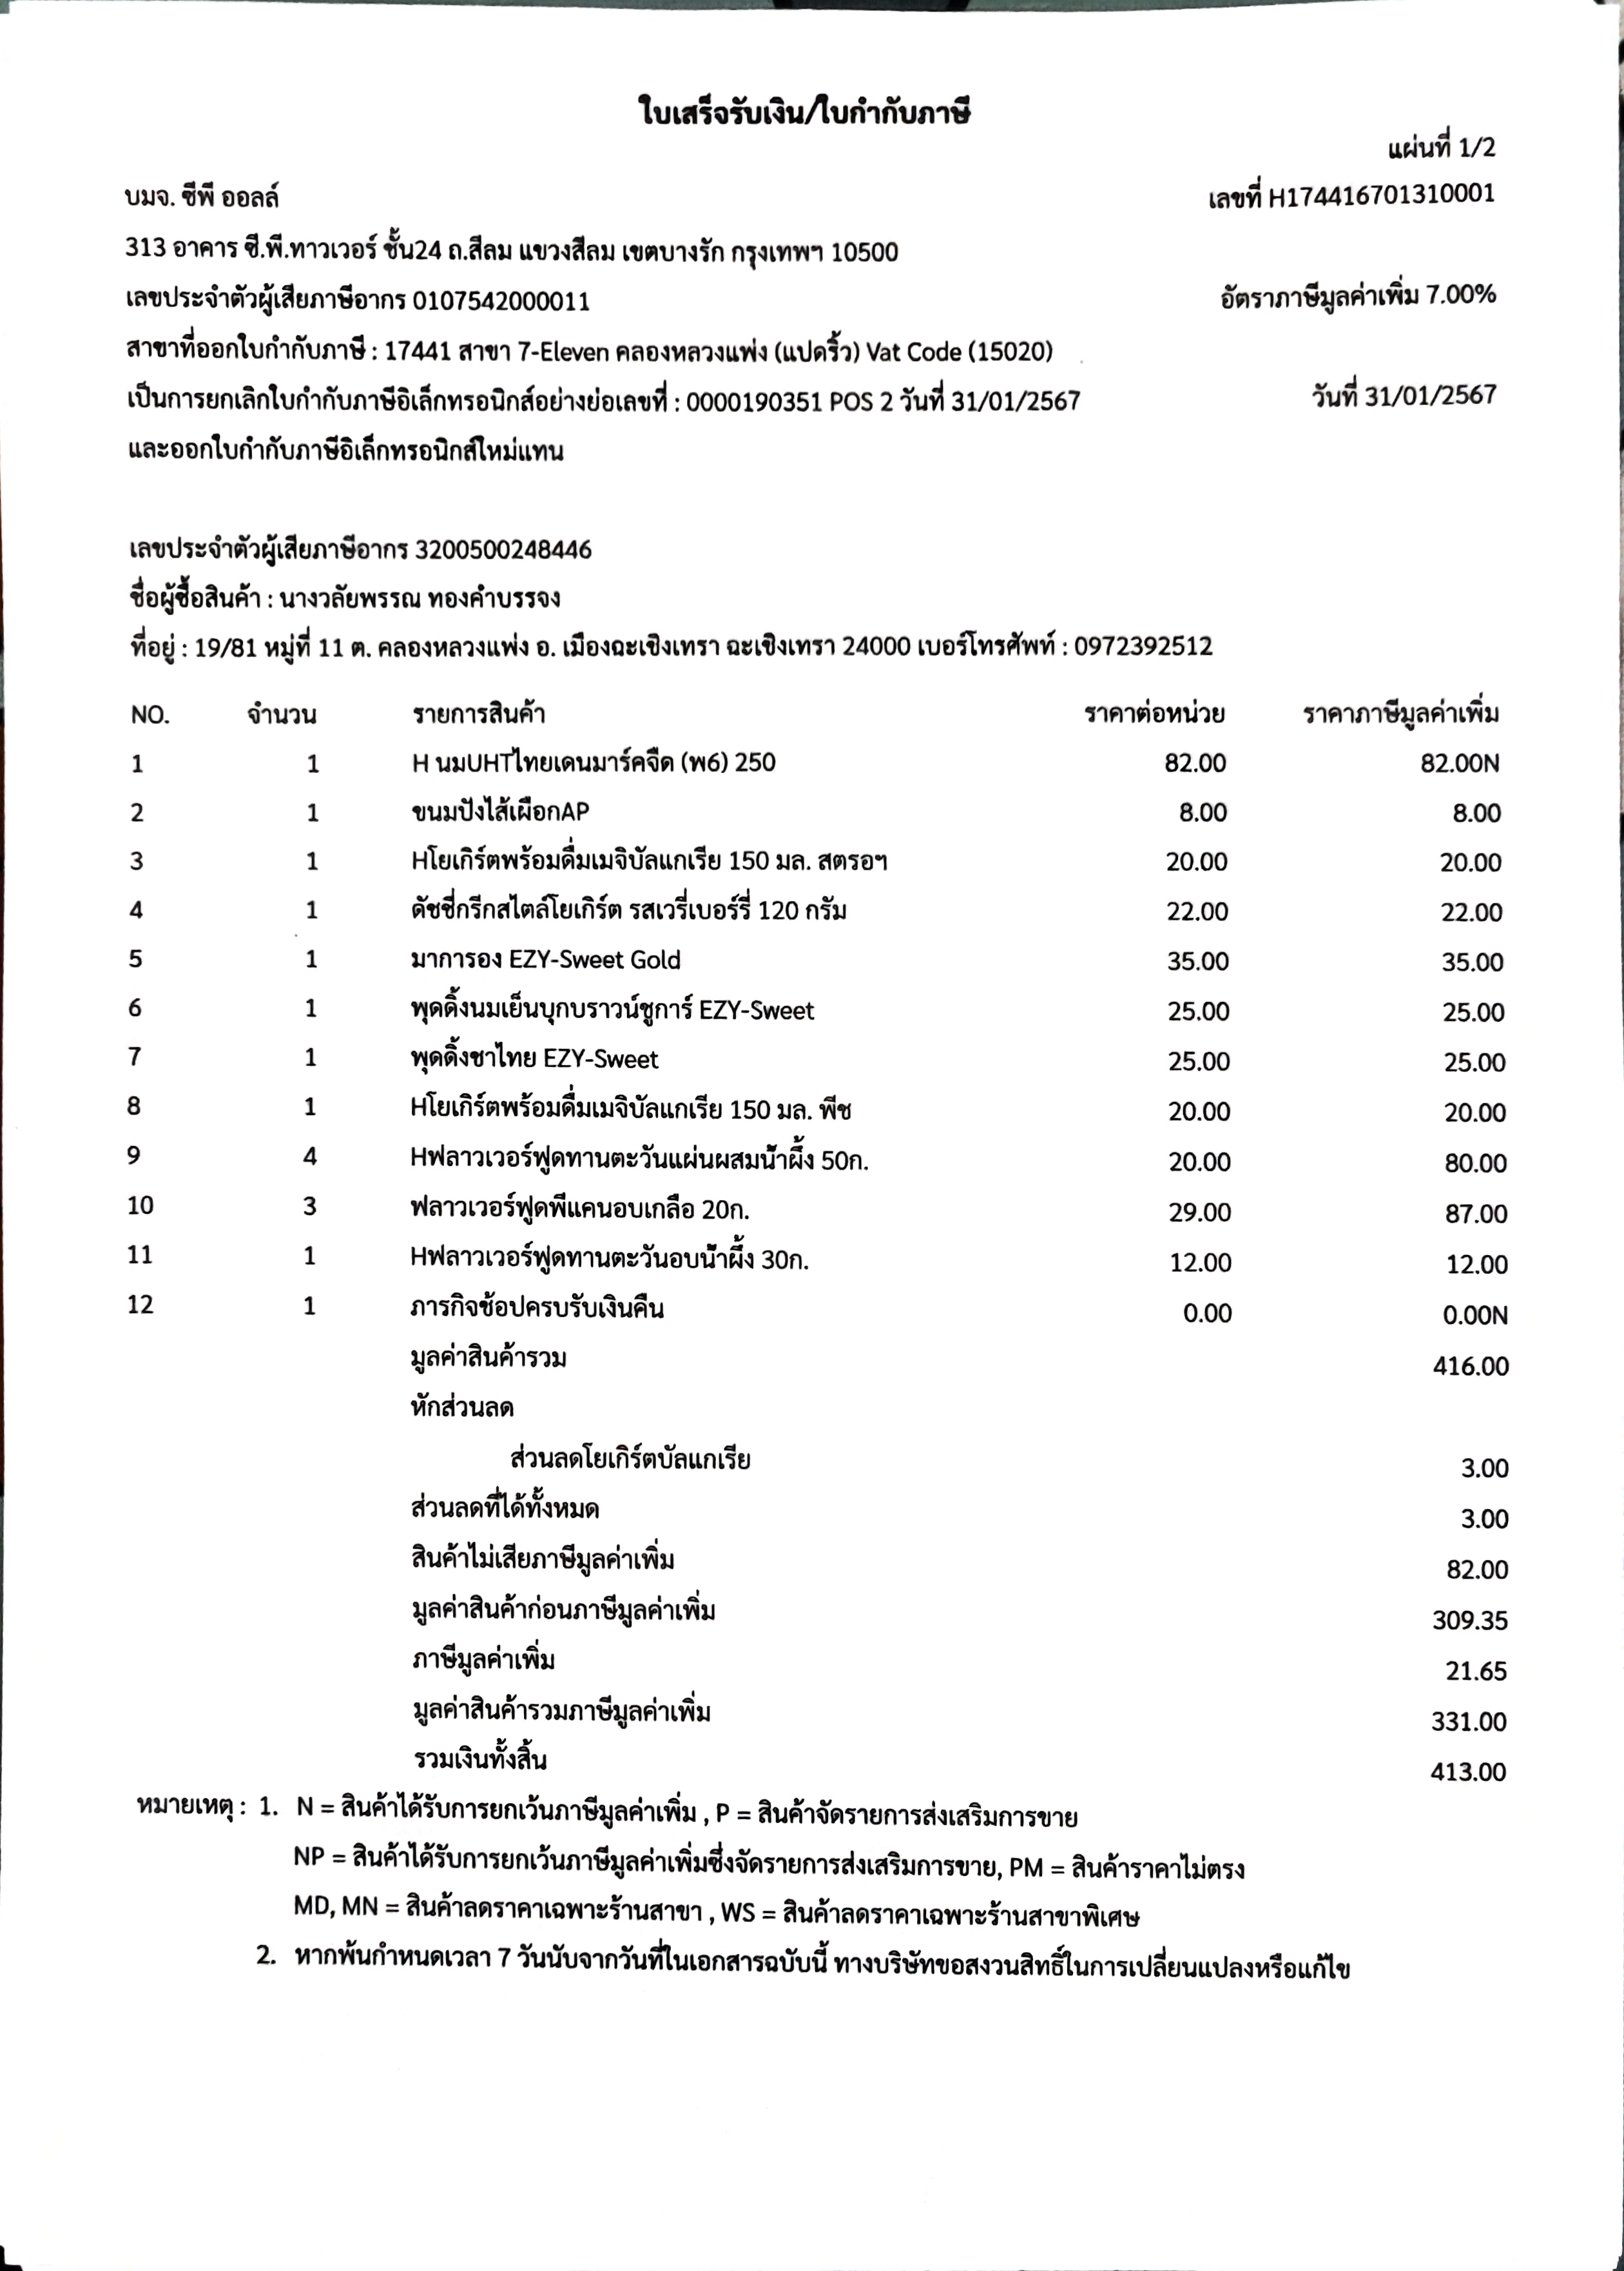 ใบเสร็จรับเงิน/ใบกำกับภาษี
แผ่นที่ 1/2
บมจ. ซีพี ออลล์ เลขที่ H174416701310001
313 อาคาร ซี.พี.ทาวเวอร์ ชั้น24 ถ.สีลม แขวงสีลม เขตบางรัก กรุงเทพฯ 10500
เลขประจำตัวผู้เสียภาษีอากร 0107542000011 อัตราภาษีมูลค่าเพิ่ม 7.00%
สาขาที่ออกใบกำกับภาษี : 17441 สาขา 7-Eleven คลองหลวงแพ่ง (แปดริ้ว) Vat Code (15020)
เป็นการยกเลิกใบกำกับภาษีอิเล็กทรอนิกส์อย่างย่อเลขที่ : 0000190351 POS 2 วันที่ 31/01/2567 วันที่ 31/01/2567
และออกใบกำกับภาษีอิเล็กทรอนิกส์ใหม่แทน
เลขประจำตัวผู้เสียภาษีอากร 3200500248446
ชื่อผู้ซื้อสินค้า : นางวลัยพรรณ ทองคำบรรจง
ที่อยู่ : 19/81 หมู่ที่ 11 ต. คลองหลวงแพ่ง อ. เมืองฉะเชิงเทรา ฉะเชิงเทรา 24000 เบอร์โทรศัพท์ : 0972392512
NO. จำนวน รายการสินค้า ราคาต่อหน่วย ราคาภาษีมูลค่าเพิ่ม
1 1 H นมUHTไทยเดนมาร์คจืด (พ6) 250 82.00 82.00N
2 1 ขนมปังไส้เผือกAP 8.00 8.00
3 1 Hโยเกิร์ตพร้อมดื่มเมจิบัลแกเรีย 150 มล. สตรอฯ 20.00 20.00
4 1 ดัชชี่กรีกสไตล์โยเกิร์ต รสเวรี่เบอร์รี่ 120 กรัม 22.00 22.00
5 1 มาการอง EZY-Sweet Gold 35.00 35.00
6 1 พุดดิ้งนมเย็นบุกบราวน์ชูการ์ EZY-Sweet 25.00 25.00
7 1 พุดดิ้งชาไทย EZY-Sweet 25.00 25.00
8 1 Hโยเกิร์ตพร้อมดื่มเมจิบัลแกเรีย 150 มล. พีช 20.00 20.00
9 4 Hฟลาวเวอร์ฟูดทานตะวันแผ่นผสมน้ำผึ้ง 50ก. 20.00 80.00
10 3 ฟลาวเวอร์ฟูดพีแคนอบเกลือ 20ก. 29.00 87.00
11 1 Hฟลาวเวอร์ฟูดทานตะวันอบน้ำผึ้ง 30ก. 12.00 12.00
12 1 ภารกิจช้อปครบรับเงินคืน 0.00 0.00N
มูลค่าสินค้ารวม 416.00
หักส่วนลด
ส่วนลดโยเกิร์ตบัลแกเรีย 3.00
ส่วนลดที่ได้ทั้งหมด 3.00
สินค้าไม่เสียภาษีมูลค่าเพิ่ม 82.00
มูลค่าสินค้าก่อนภาษีมูลค่าเพิ่ม 309.35
ภาษีมูลค่าเพิ่ม 21.65
มูลค่าสินค้ารวมภาษีมูลค่าเพิ่ม 331.00
รวมเงินทั้งสิ้น 413.00
หมายเหตุ : 1. N = สินค้าได้รับการยกเว้นภาษีมูลค่าเพิ่ม , P = สินค้าจัดรายการส่งเสริมการขาย
NP = สินค้าได้รับการยกเว้นภาษีมูลค่าเพิ่มซึ่งจัดรายการส่งเสริมการขาย, PM = สินค้าราคาไม่ตรง
MD, MN = สินค้าลดราคาเฉพาะร้านสาขา , WS = สินค้าลดราคาเฉพาะร้านสาขาพิเศษ
2. หากพ้นกำหนดเวลา 7 วันนับจากวันที่ในเอกสารฉบับนี้ ทางบริษัทขอสงวนสิทธิ์ในการเปลี่ยนแปลงหรือแก้ไข